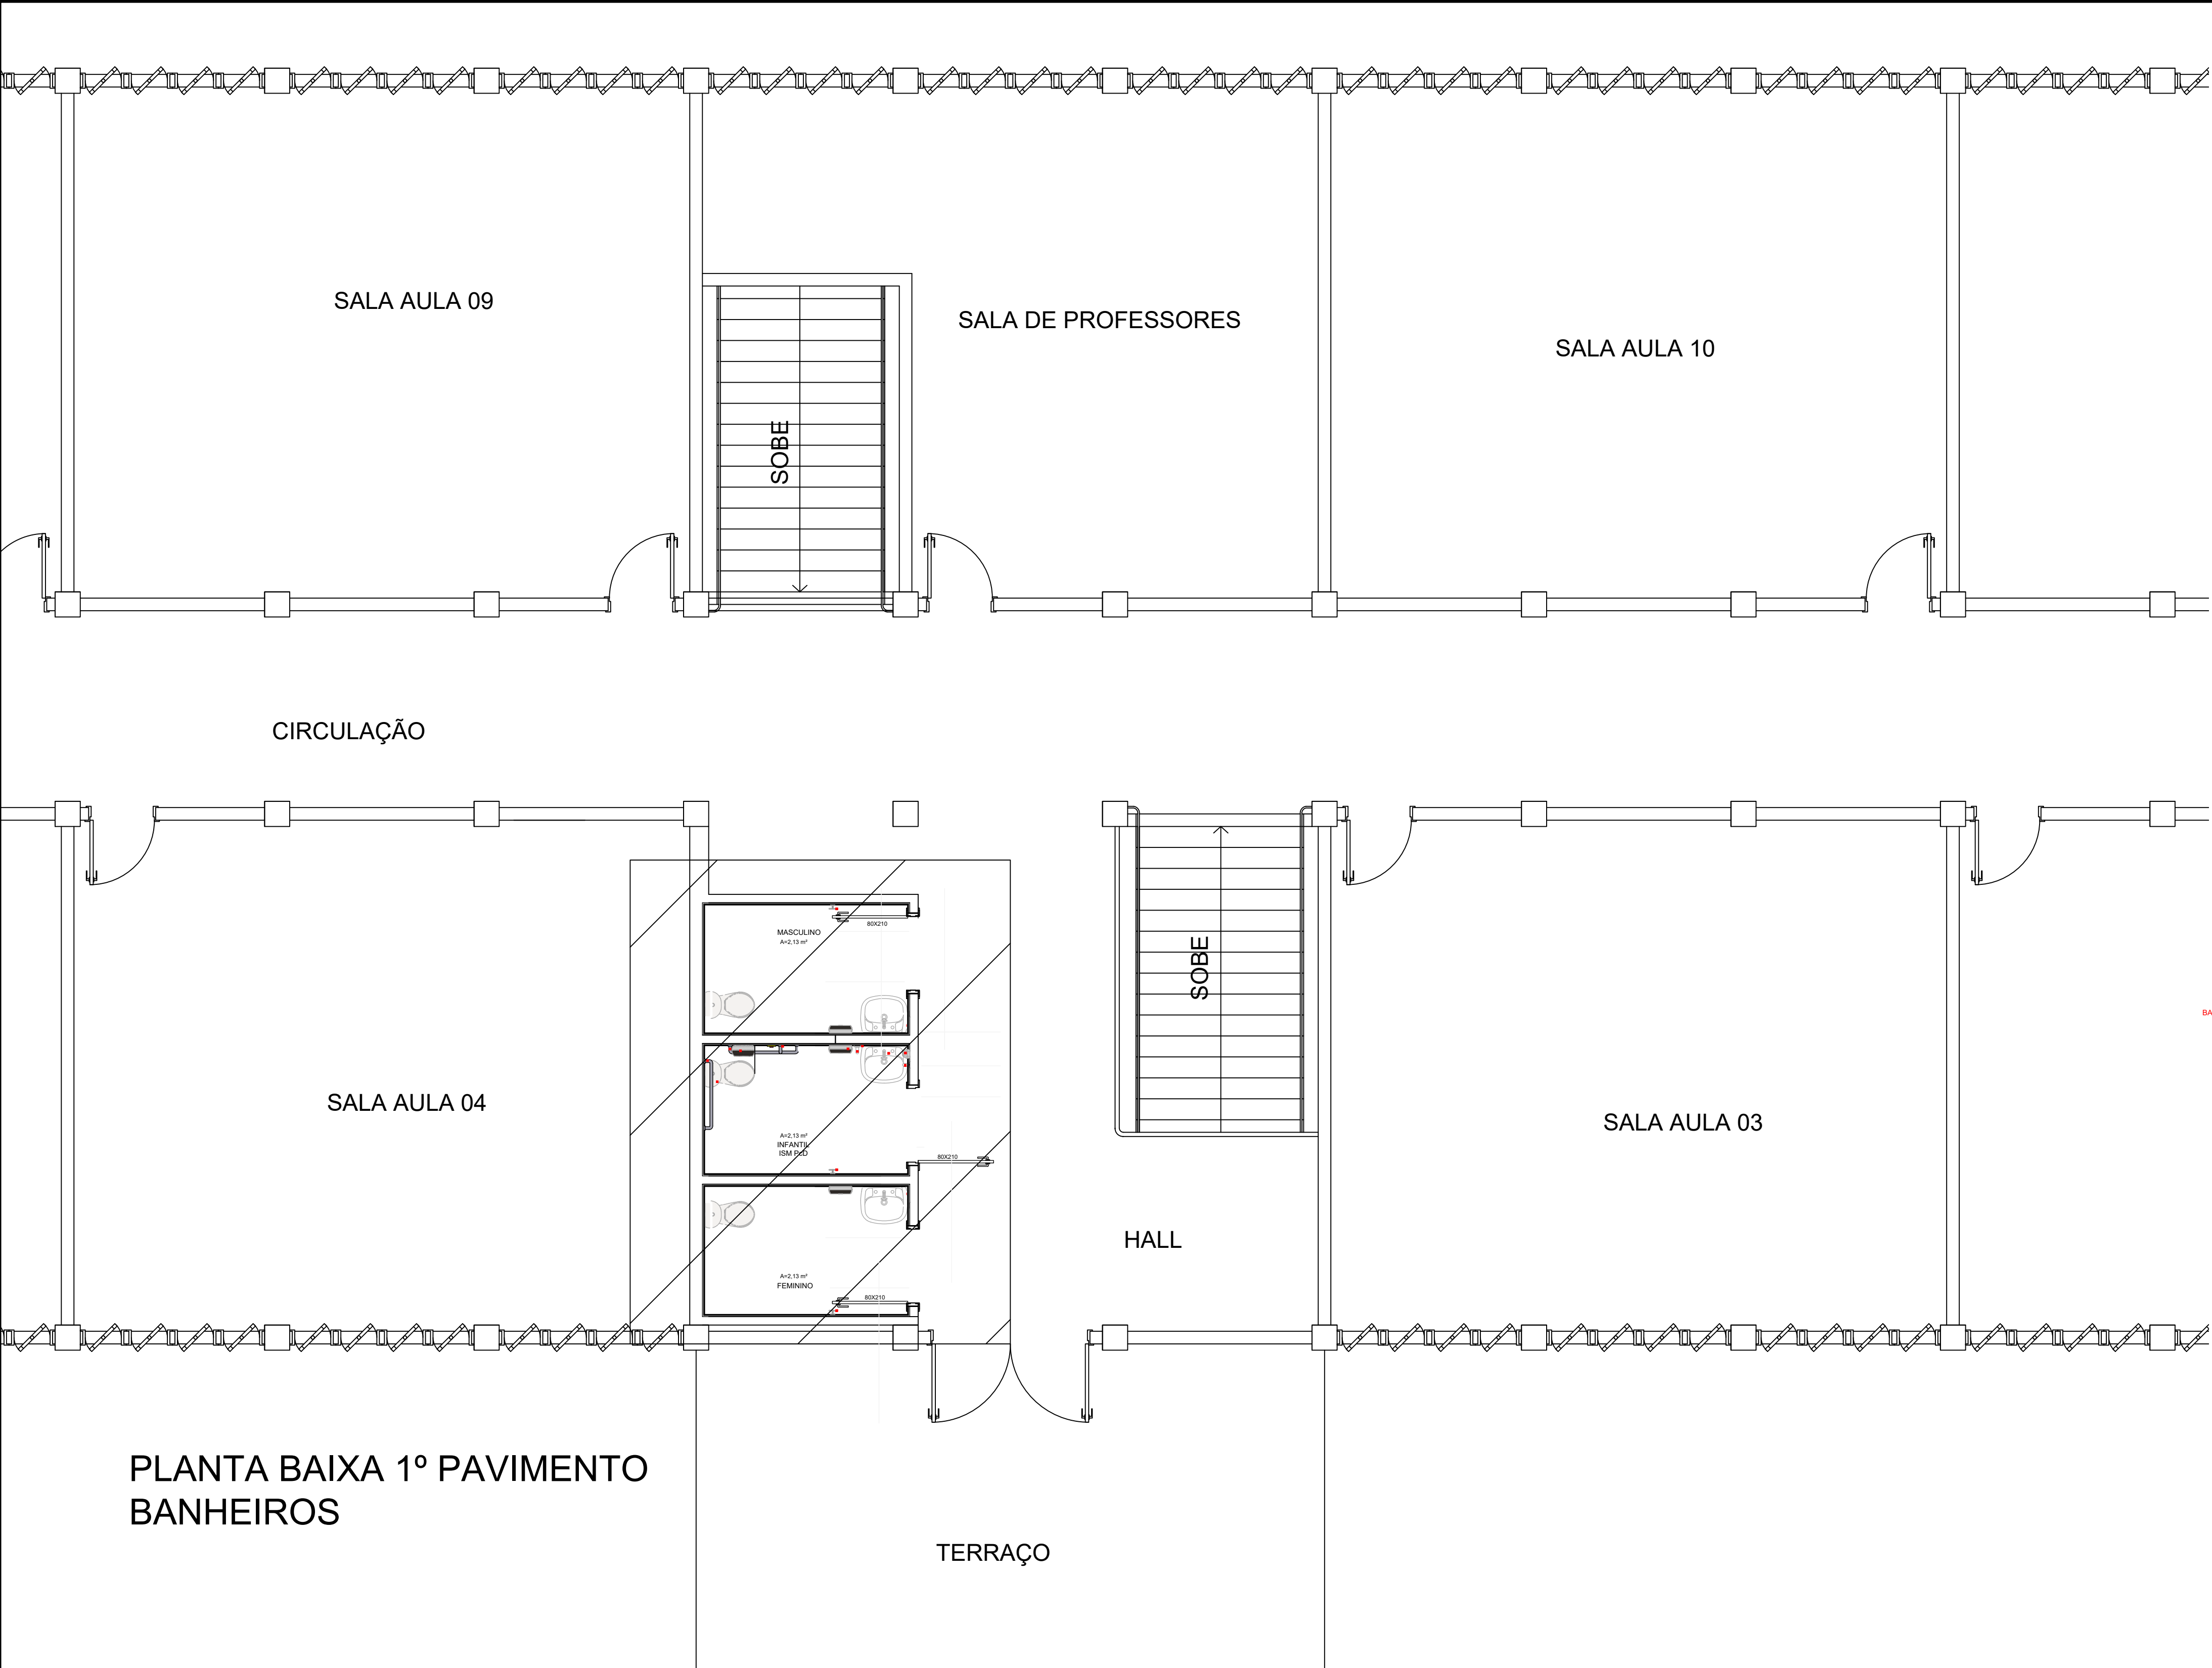 SALA AULA 09
SALA DE PROFESSORES
SALA AULA 10
SOBE
CIRCULAÇÃO
80X210
MASCULINO
A=2,13 m²
SOBE
SALA AULA 04
SALA AULA 03
A=2,13 m²
INFANTIL
80X210
HALL
A=2,13 m²
FEMININO
80X210
PLANTA BAIXA 1º PAVIMENTO
BANHEIROS
TERRAÇO